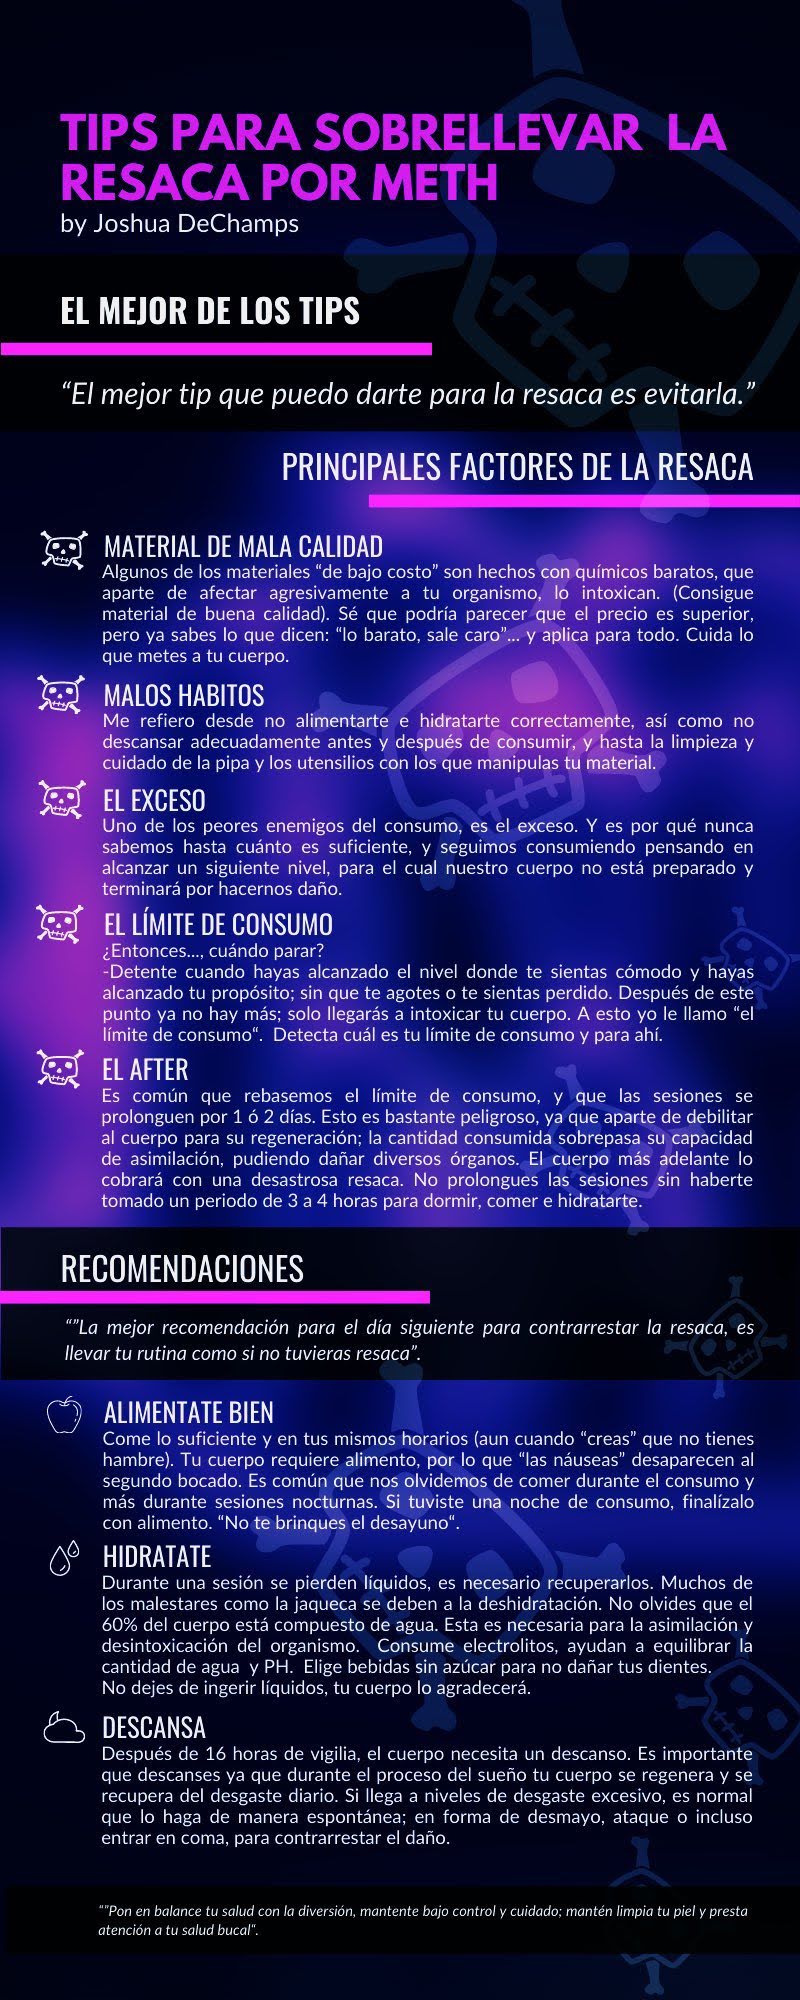 TIPS PARA SOBRELLEVAR LA
RESACA POR METH
by Joshua DeChamps
EL MEJOR DE LOS TIPS
“El mejor tip que puedo darte para la resaca es evitarla.”
PRINCIPALES FACTORES DE LA RESACA
MATERIAL DE MALA CALIDAD
Algunos de los materiales “de bajo costo” son hechos con químicos baratos, que
aparte de afectar agresivamente a tu organismo, lo intoxican. (Consigue
material de buena calidad). Sé que podría parecer que el precio es superior,
pero ya sabes lo que dicen: “lo barato, sale caro”... y aplica para todo. Cuida lo
que metes a tu cuerpo.
MALOS HABITOS
Me refiero desde no alimentarte e hidratarte correctamente, así como no
descansar adecuadamente antes y después de consumir, y hasta la limpieza y
cuidado de la pipa y los utensilios con los que manipulas tu material.
EL EXCESO
Uno de los peores enemigos del consumo, es el exceso. Y es por qué nunca
sabemos hasta cuánto es suficiente, y seguimos consumiendo pensando en
alcanzar un siguiente nivel, para el cual nuestro cuerpo no está preparado y
terminará por hacernos daño.
EL LÍMITE DE CONSUMO
¿Entonces..., cuándo parar?
-Detente cuando hayas alcanzado el nivel donde te sientas cómodo y hayas
alcanzado tu propósito; sin que te agotes o te sientas perdido. Después de este
punto ya no hay más; solo llegarás a intoxicar tu cuerpo. A esto yo le llamo “el
límite de consumo“. Detecta cuál es tu límite de consumo y para ahí.
EL AFTER
Es común que rebasemos el límite de consumo, y que las sesiones se
prolonguen por 1 ó 2 días. Esto es bastante peligroso, ya que aparte de debilitar
al cuerpo para su regeneración; la cantidad consumida sobrepasa su capacidad
de asimilación, pudiendo dañar diversos órganos. El cuerpo más adelante lo
cobrará con una desastrosa resaca. No prolongues las sesiones sin haberte
tomado un periodo de 3 a 4 horas para dormir, comer e hidratarte.
RECOMENDACIONES
“”La mejor recomendación para el día siguiente para contrarrestar la resaca, es
llevar tu rutina como si no tuvieras resaca”.
ALIMENTATE BIEN
Come lo suficiente y en tus mismos horarios (aun cuando “creas” que no tienes
hambre). Tu cuerpo requiere alimento, por lo que “las náuseas” desaparecen al
segundo bocado. Es común que nos olvidemos de comer durante el consumo y
más durante sesiones nocturnas. Si tuviste una noche de consumo, finalízalo
con alimento. “No te brinques el desayuno“.
HIDRATATE
Durante una sesión se pierden líquidos, es necesario recuperarlos. Muchos de
los malestares como la jaqueca se deben a la deshidratación. No olvides que el
60% del cuerpo está compuesto de agua. Esta es necesaria para la asimilación y
desintoxicación del organismo. Consume electrolitos, ayudan a equilibrar la
cantidad de agua y PH. Elige bebidas sin azúcar para no dañar tus dientes.
No dejes de ingerir líquidos, tu cuerpo lo agradecerá.
DESCANSA
Después de 16 horas de vigilia, el cuerpo necesita un descanso. Es importante
que descanses ya que durante el proceso del sueño tu cuerpo se regenera y se
recupera del desgaste diario. Si llega a niveles de desgaste excesivo, es normal
que lo haga de manera espontánea; en forma de desmayo, ataque o incluso
entrar en coma, para contrarrestar el daño.
“”Pon en balance tu salud con la diversión, mantente bajo control y cuidado; mantén limpia tu piel y presta
atención a tu salud bucal“.